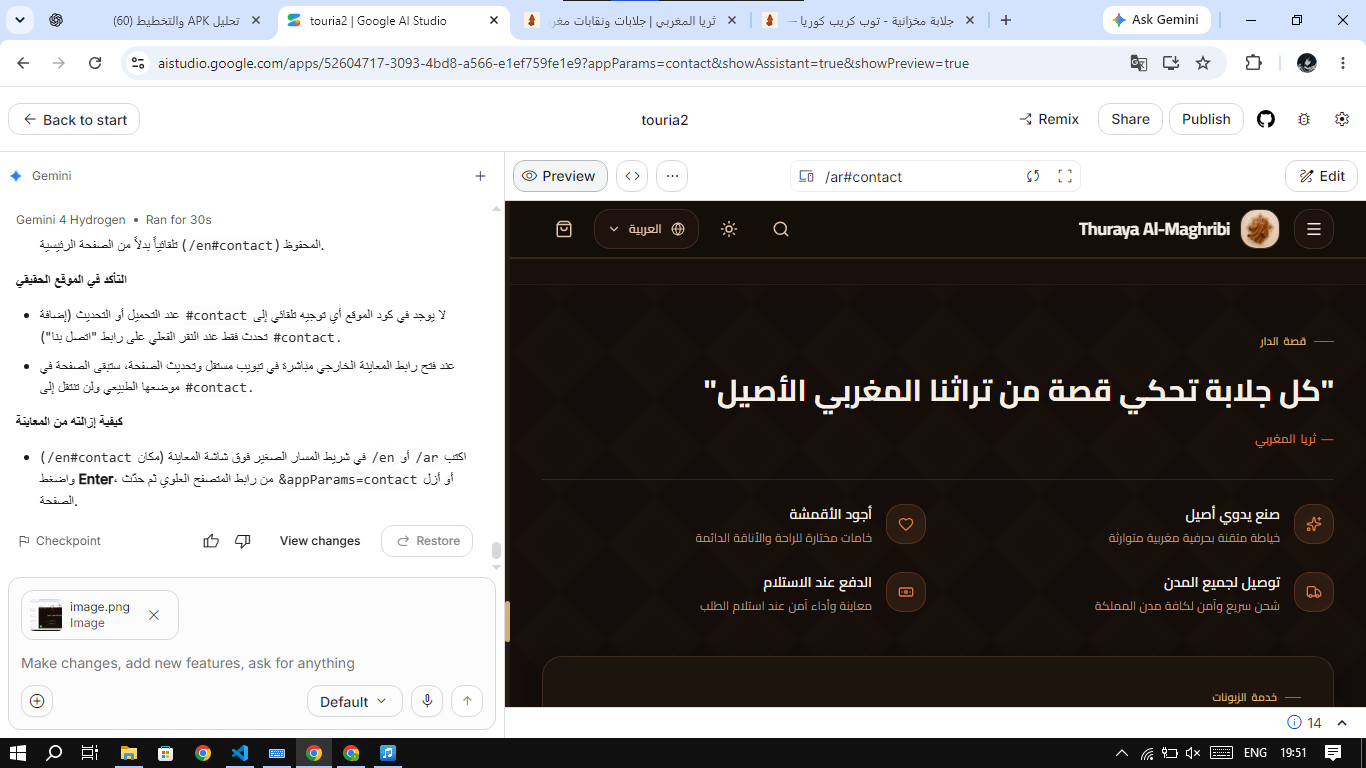 تحليل APK والتخطيط (60)
touria2 | Google AI Studio
ثريا المغربي | جلابات ونقابات مغر
جلابة مخزانية - توب كريب كوريا —
Ask Gemini
aistudio.google.com/apps/52604717-3093-4bd8-a566-e1ef759fe1e9?appParams=contact&showAssistant=true&showPreview=true
Back to start
touria2
Remix
Share
Publish
Gemini
Preview
/ar#contact
Edit
Gemini 4 Hydrogen • Ran for 30s
المحفوظ (/en#contact) تلقائياً بدلاً من الصفحة الرئيسية.
التأكد في الموقع الحقيقي
لا يوجد في كود الموقع أي توجيه تلقائي إلى #contact عند التحميل أو التحديث (إضافة
#contact تحدث فقط عند النقر الفعلي على رابط "اتصل بنا").
عند فتح رابط المعاينة الخارجي مباشرة في تبويب مستقل وتحديث الصفحة، ستبقى الصفحة في
موضعها الطبيعي ولن تنتقل إلى #contact.
كيفية إزالته من المعاينة
اكتب /ar أو /en في شريط المسار الصغير فوق شاشة المعاينة (مكان /en#contact)
واضغط Enter، أو أزل &appParams=contact من رابط المتصفح العلوي ثم حدّث
الصفحة.
Checkpoint
View changes
Restore
image.png
Image
Make changes, add new features, ask for anything
Default
العربية
Thuraya Al-Maghribi
قصة الدار
"كل جلابة تحكي قصة من تراثنا المغربي الأصيل"
— ثريا المغربي
صنع يدوي أصيل
خياطة متقنة بحرفية مغربية متوارثة
أجود الأقمشة
خامات مختارة للراحة والأناقة الدائمة
توصيل لجميع المدن
شحن سريع وآمن لكافة مدن المملكة
الدفع عند الاستلام
معاينة وأداء آمن عند استلام الطلب
خدمة الزبونات
14
ENG
19:51